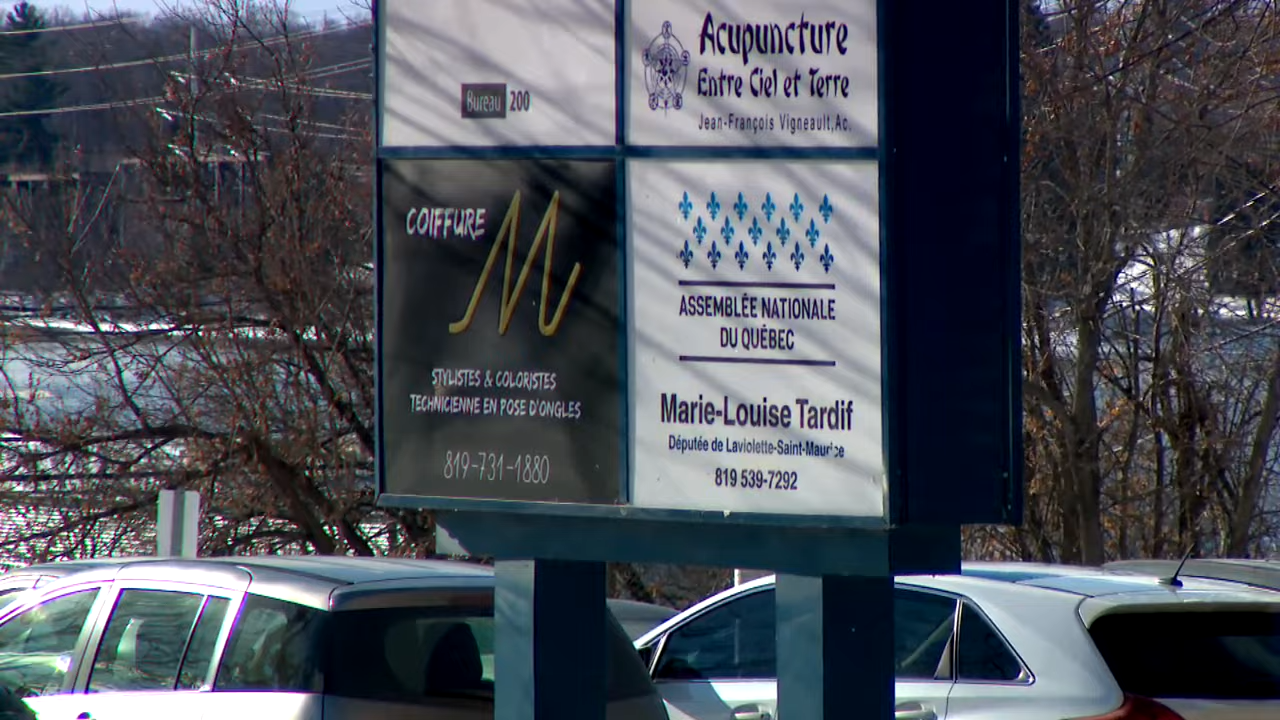 Bureau 200
Acupuncture
Entre Ciel et Terre
Jean-François Vigneault, Ac.
COIFFURE M
STYLISTES & COLORISTES
TECHNICIENNE EN POSE D'ONGLES
819-731-1880
ASSEMBLÉE NATIONALE
DU QUÉBEC
Marie-Louise Tardif
Députée de Laviolette-Saint-Maurice
819 539-7292